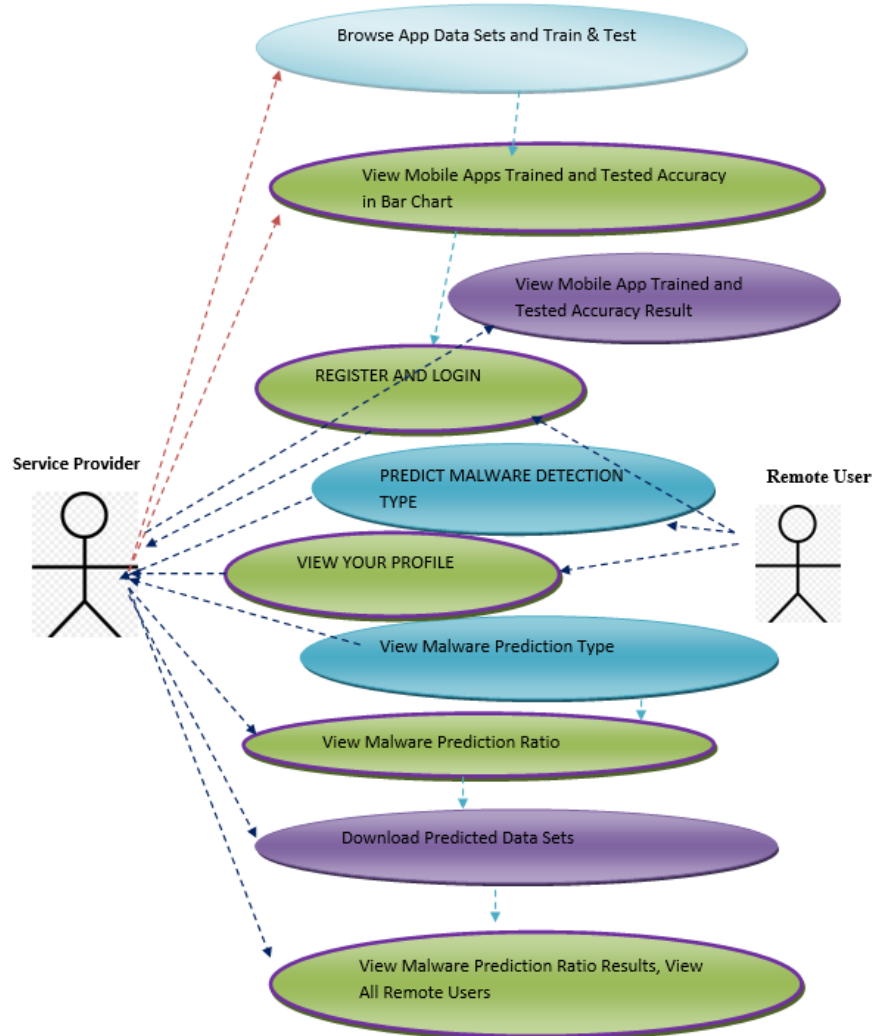 Browse App Data Sets and Train & Test
View Mobile Apps Trained and Tested Accuracy
in Bar Chart
View Mobile App Trained and
Tested Accuracy Result
REGISTER AND LOGIN
Service Provider
PREDICT MALWARE DETECTION
TYPE
Remote User
VIEW YOUR PROFILE
View Malware Prediction Type
View Malware Prediction Ratio
Download Predicted Data Sets
View Malware Prediction Ratio Results, View
All Remote Users